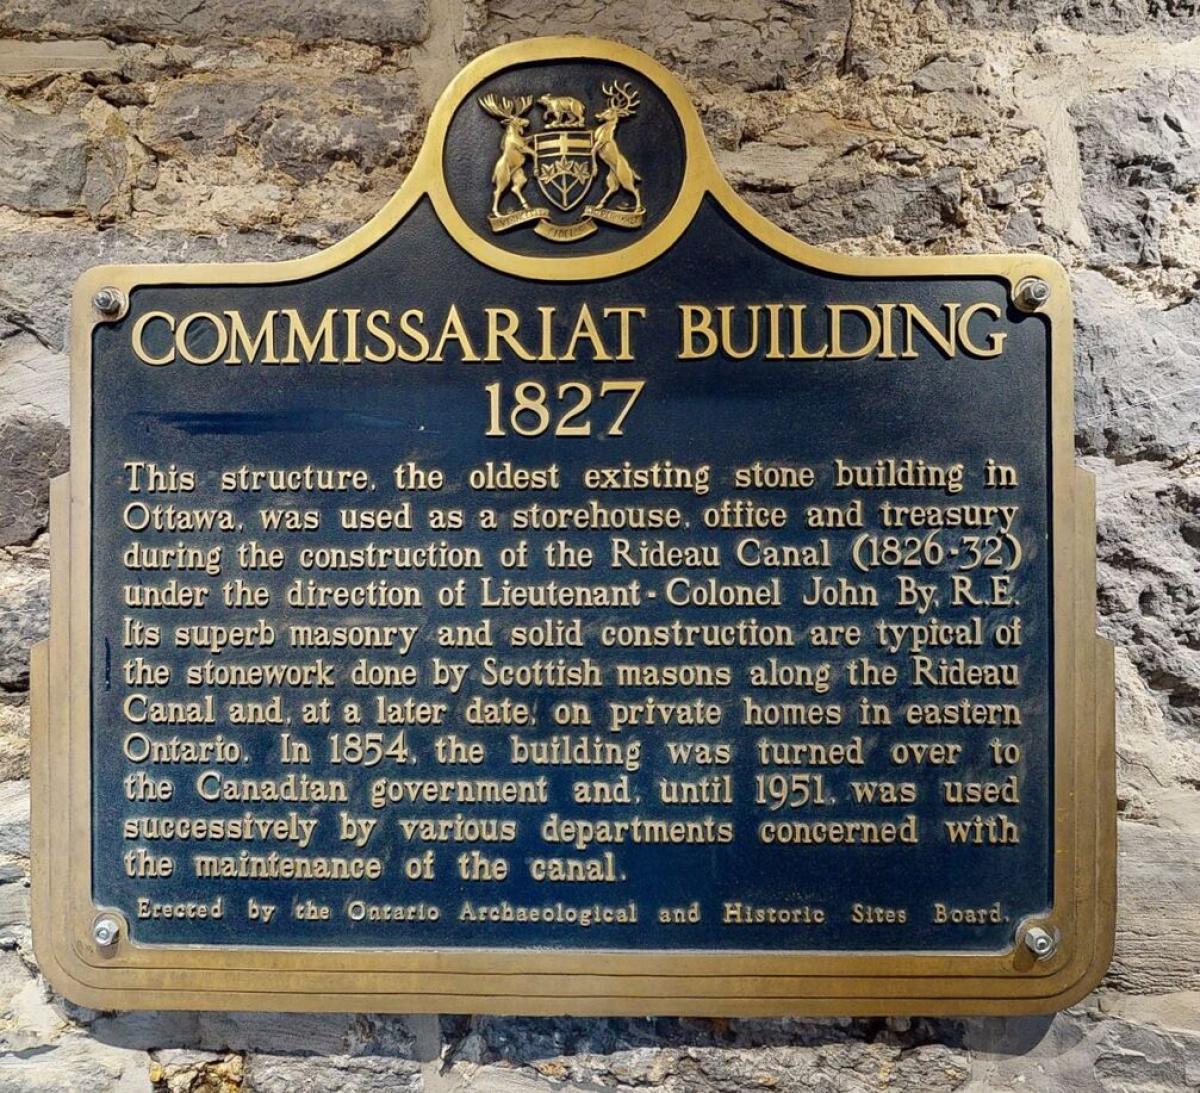 COMMISSARIAT BUILDING
1827
This structure, the oldest existing stone building in
Ottawa, was used as a storehouse, office and treasury
during the construction of the Rideau Canal (1826-32)
under the direction of Lieutenant-Colonel John By, R.E.
Its superb masonry and solid construction are typical of
the stonework done by Scottish masons along the Rideau
Canal and, at a later date, on private homes in eastern
Ontario. In 1854, the building was turned over to
the Canadian government and, until 1951, was used
successively by various departments concerned with
the maintenance of the canal.
Erected by the Ontario Archaeological and Historic Sites Board.